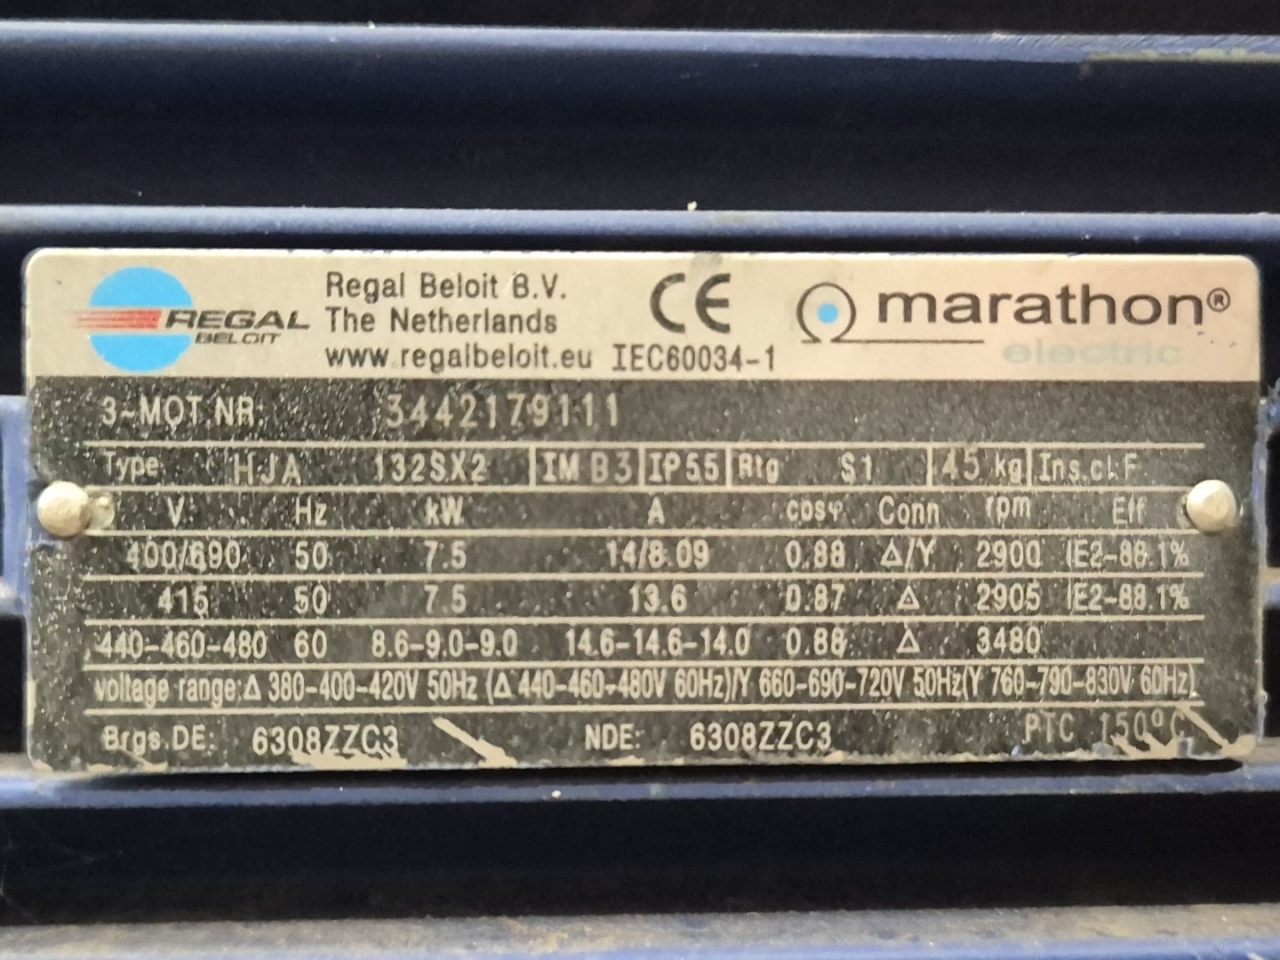 REGAL BELOIT
Regal Beloit B.V.
The Netherlands
www.regalbeloit.eu IEC60034-1
CE
marathon®
electric
3~MOT.NR: 3442179111
Type HJA 132SX2 IM B3 IP55 Rtg S1 45 kg Ins.cl.F
V Hz kW A cosφ Conn rpm Eff
400/690 50 7.5 14/8.09 0.88 Δ/Y 2900 IE2-88.1%
415 50 7.5 13.6 0.87 Δ 2905 IE2-88.1%
440-460-480 60 8.6-9.0-9.0 14.6-14.6-14.0 0.88 Δ 3480
voltage range:Δ 380-400-420V 50Hz (Δ 440-460-480V 60Hz)/Y 660-690-720V 50Hz(Y 760-790-830V 60Hz)
Brgs.DE: 6308ZZC3 NDE: 6308ZZC3 PTC 150°C